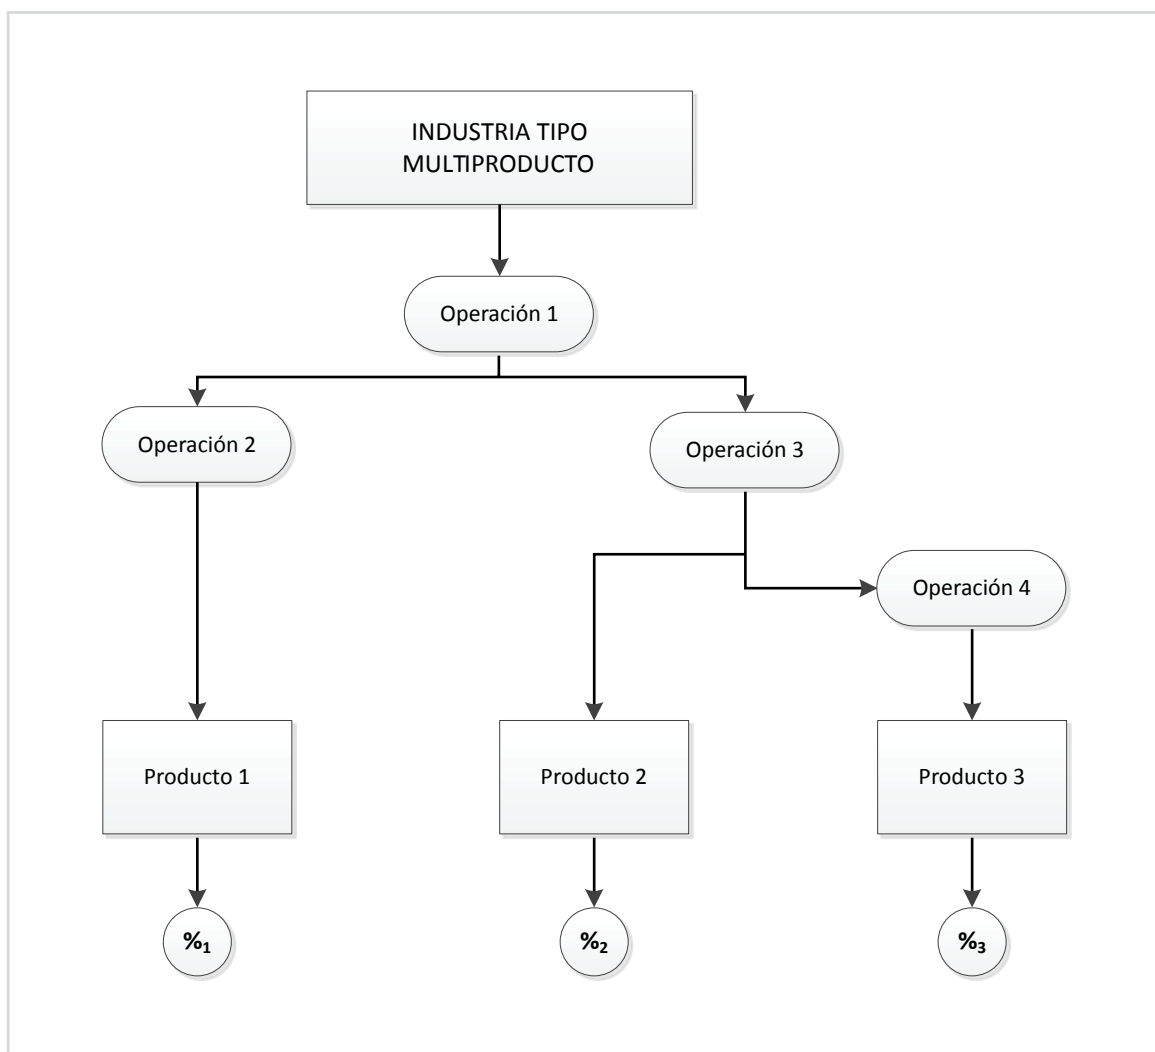 INDUSTRIA TIPO
MULTIPRODUCTO
Operación 1
Operación 2
Operación 3
Operación 4
Producto 1
Producto 2
Producto 3
%₁
%₂
%₃